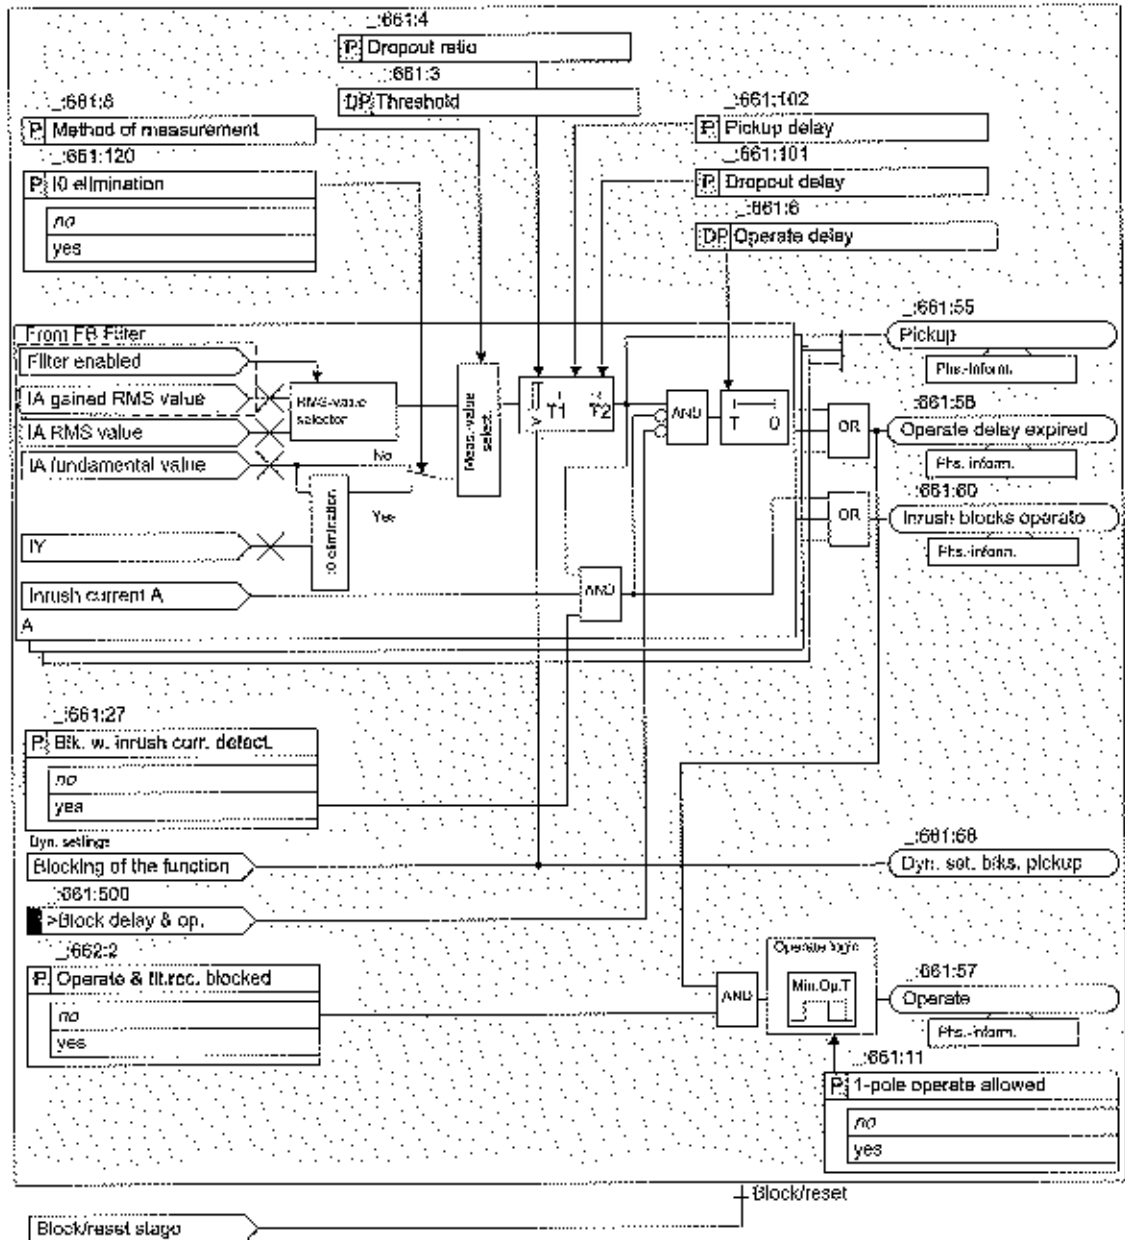 _:661:4
P Dropout ratio
_:661:3
DP Threshold
_:661:8
P Method of measurement
_:661:120
P I0 elimination
no
yes
_:661:102
P Pickup delay
_:661:101
P Dropout delay
_:661:6
DP Operate delay
From FB Filter
Filter enabled
IA gained RMS value
IA RMS value
IA fundamental value
IY
Inrush current A
A
RMS-value
selector
No
Yes
I0 elimination
Meas.-value
select.
T1 T2
AND
T 0
AND
OR
OR
_:661:55
Pickup
Phs.-inform.
_:661:56
Operate delay expired
Phs.-inform.
_:661:60
Inrush blocks operate
Phs.-inform.
_:661:27
P Blk. w. inrush curr. detect.
no
yes
Dyn. settings
Blocking of the function
_:661:68
Dyn. set. blks. pickup
_:661:500
>Block delay & op.
_:662:2
P Operate & flt.rec. blocked
no
yes
AND
Operate logic
Min.Op.T
_:661:57
Operate
Phs.-inform.
_:661:11
P 1-pole operate allowed
no
yes
Block/reset
Block/reset stage